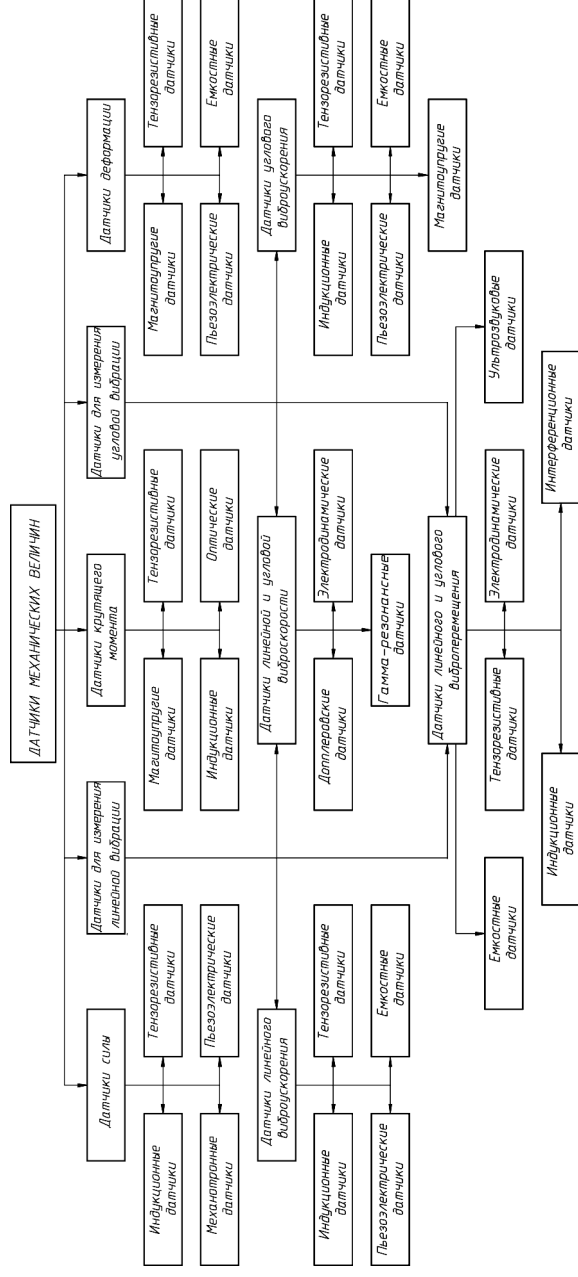 ДАТЧИКИ МЕХАНИЧЕСКИХ ВЕЛИЧИН
Датчики силы
Датчики для измерения
линейной вибрации
Датчики крутящего
момента
Датчики для измерения
угловой вибрации
Датчики деформации
Индукционные
датчики
Тензорезистивные
датчики
Магитоупругие
датчики
Тензорезистивные
датчики
Магнитоупругие
датчики
Тензорезистивные
датчики
Механотронные
датчики
Пьезоэлектрические
датчики
Индукционные
датчики
Оптические
датчики
Пьезоэлектрические
датчики
Емкостные
датчики
Датчики линейного
виброускорения
Датчики линейной и угловой
виброскорости
Датчики углового
виброускорения
Индукционные
датчики
Тензорезистивные
датчики
Допплеровские
датчики
Электродинамические
датчики
Индукционные
датчики
Тензорезистивные
датчики
Пьезоэлектрические
датчики
Емкостные
датчики
Гамма-резонансные
датчики
Пьезоэлектрические
датчики
Емкостные
датчики
Датчики линейного и углового
виброперемещения
Магнитоупругие
датчики
Емкостные
датчики
Тензорезистивные
датчики
Электродинамические
датчики
Ультрозвуковые
датчики
Индукционные
датчики
Интерференционные
датчики